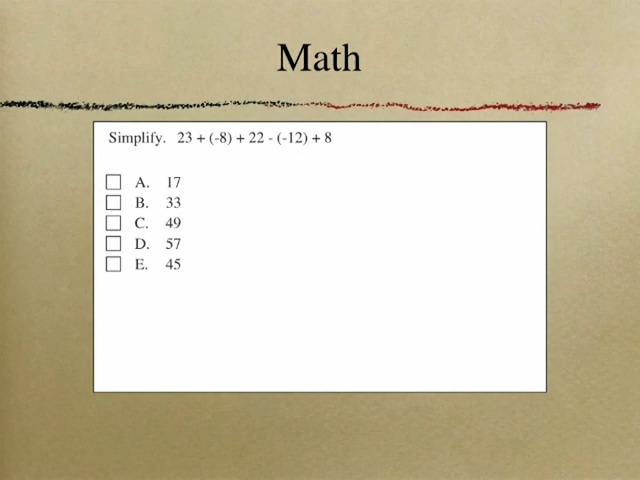 Math
Simplify. 23 + (-8) + 22 - (-12) + 8
A. 17
B. 33
C. 49
D. 57
E. 45